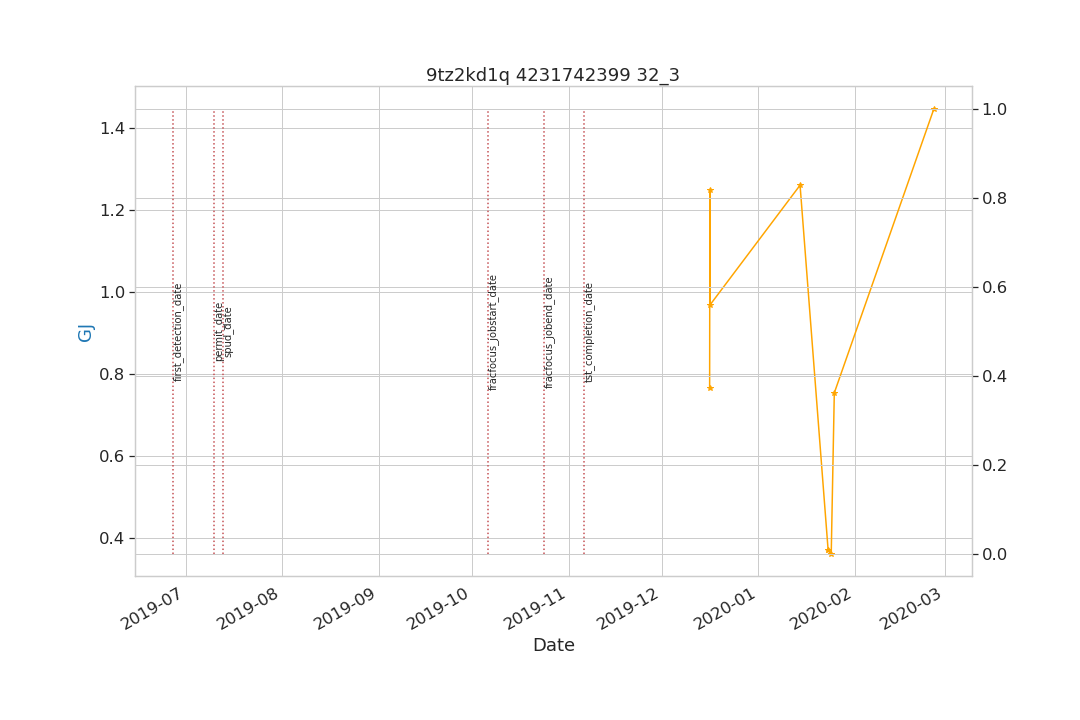 9tz2kd1q 4231742399 32_3
GJ
1.4
1.2
1.0
0.8
0.6
0.4
1.0
0.8
0.6
0.4
0.2
0.0
first_detection_date
permit_date
spud_date
fracfocus_jobstart_date
fracfocus_jobend_date
tst_completion_date
2019-07
2019-08
2019-09
2019-10
2019-11
2019-12
2020-01
2020-02
2020-03
Date